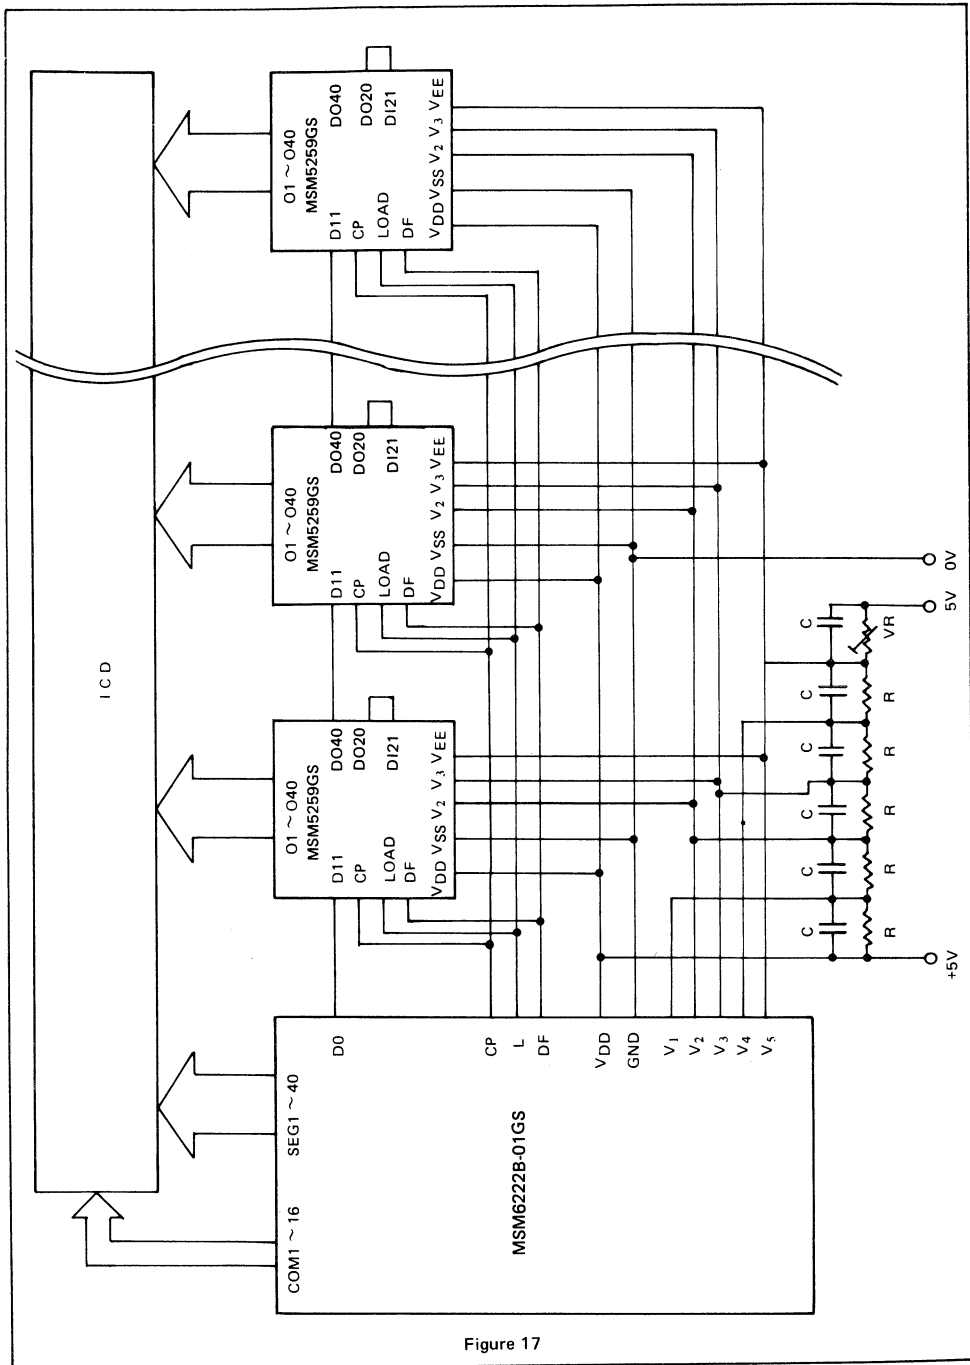 ICD
COM1 ~ 16
SEG1 ~ 40
MSM6222B-01GS
D0
CP
L
DF
VDD
GND
V1
V2
V3
V4
V5
O1 ~ O40
MSM5259GS
D11
CP
LOAD
DF
DO40
DO20
DI21
VDD VSS V2 V3 VEE
O1 ~ O40
MSM5259GS
D11
CP
LOAD
DF
DO40
DO20
DI21
VDD VSS V2 V3 VEE
O1 ~ O40
MSM5259GS
D11
CP
LOAD
DF
DO40
DO20
DI21
VDD VSS V2 V3 VEE
C C C C C C
R R R R R VR
+5V
5V
0V
Figure 17